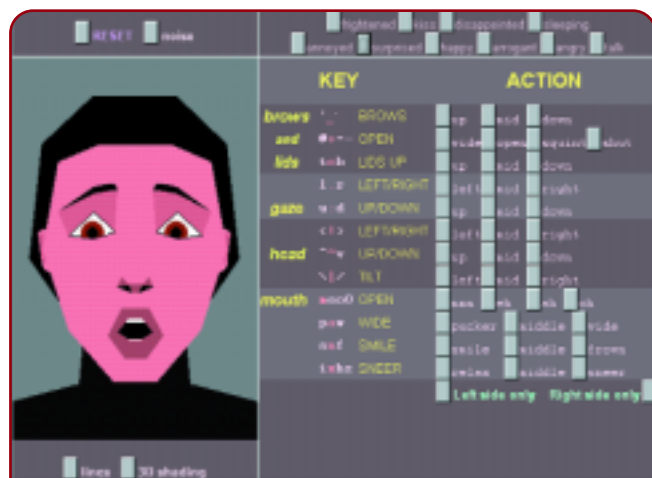 RESET noise
frightened kiss disappointed sleeping
annoyed surprised happy arrogant angry talk
KEY ACTION
brows BROWS up mid down
and OPEN wide open squint shut
lids LIDS UP up mid down
LEFT/RIGHT left mid right
gaze UP/DOWN up mid down
LEFT/RIGHT left mid right
head UP/DOWN up mid down
TILT left mid right
mouth OPEN
WIDE pucker middle wide
SMILE smile middle frown
SNEER relax middle sneer
Left side only Right side only
lines 3D shading